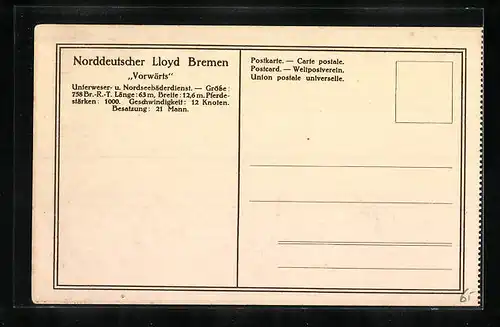 Norddeutscher Lloyd Bremen
„Vorwärts"
Unterweser- u. Nordseebäderdienst. — Größe:
758 Br.-R.-T. Länge: 63 m, Breite: 12,6 m. Pferde-
stärken: 1000. Geschwindigkeit: 12 Knoten.
Besatzung: 21 Mann.
Postkarte. — Carte postale.
Postcard. — Weltpostverein.
Union postale universelle.